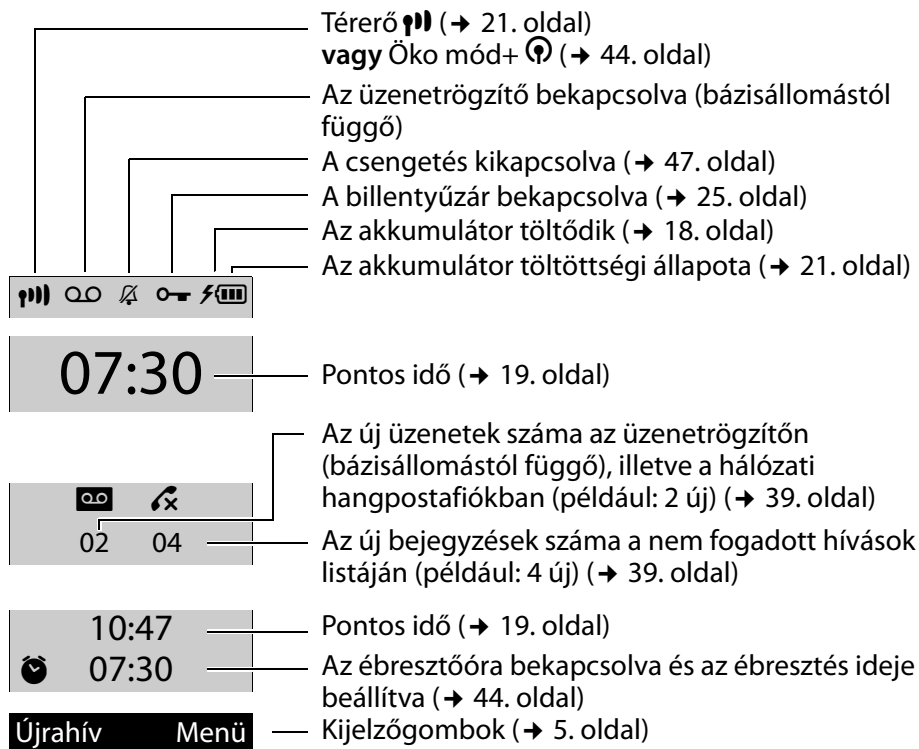 Térerő (➔ 21. oldal)
vagy Öko mód+ (➔ 44. oldal)
Az üzenetrögzítő bekapcsolva (bázisállomástól
függő)
A csengetés kikapcsolva (➔ 47. oldal)
A billentyűzár bekapcsolva (➔ 25. oldal)
Az akkumulátor töltődik (➔ 18. oldal)
Az akkumulátor töltöttségi állapota (➔ 21. oldal)
07:30
Pontos idő (➔ 19. oldal)
Az új üzenetek száma az üzenetrögzítőn
(bázisállomástól függő), illetve a hálózati
hangpostafiókban (például: 2 új) (➔ 39. oldal)
02 04
Az új bejegyzések száma a nem fogadott hívások
listáján (például: 4 új) (➔ 39. oldal)
10:47
Pontos idő (➔ 19. oldal)
07:30
Az ébresztőóra bekapcsolva és az ébresztés ideje
beállítva (➔ 44. oldal)
Újrahív Menü
Kijelzőgombok (➔ 5. oldal)